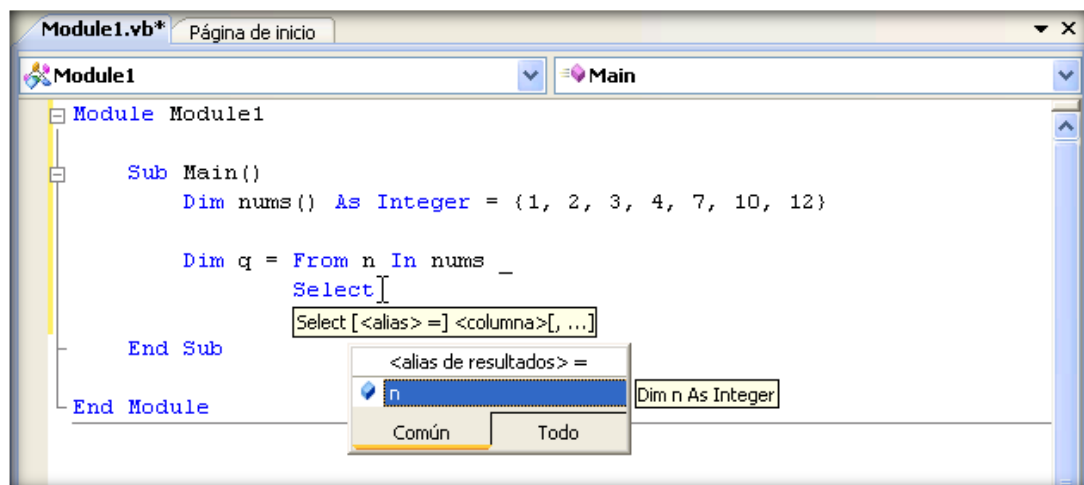 Module1.vb* Página de inicio
Module1 Main
Module Module1
Sub Main()
Dim nums() As Integer = {1, 2, 3, 4, 7, 10, 12}
Dim q = From n In nums _
Select
Select [<alias> =] <columna>[, ...]
End Sub
<alias de resultados> =
n Dim n As Integer
End Module
Común Todo